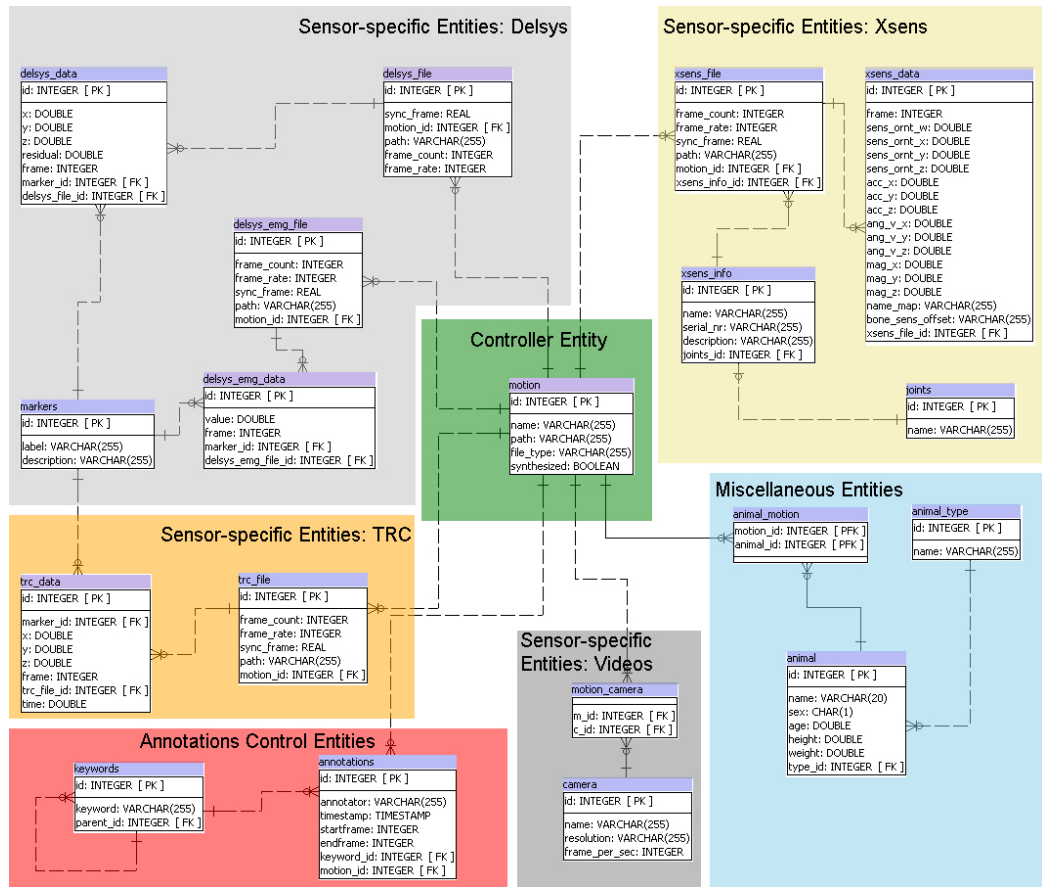 Sensor-specific Entities: Delsys
delsys_data
id: INTEGER [ PK ]
x: DOUBLE
y: DOUBLE
z: DOUBLE
residual: DOUBLE
frame: INTEGER
marker_id: INTEGER [ FK ]
delsys_file_id: INTEGER [ FK ]
delsys_file
id: INTEGER [ PK ]
sync_frame: REAL
motion_id: INTEGER [ FK ]
path: VARCHAR(255)
frame_count: INTEGER
frame_rate: INTEGER
delsys_emg_file
id: INTEGER [ PK ]
frame_count: INTEGER
frame_rate: INTEGER
sync_frame: REAL
path: VARCHAR(255)
motion_id: INTEGER [ FK ]
delsys_emg_data
id: INTEGER [ PK ]
value: DOUBLE
frame: INTEGER
marker_id: INTEGER [ FK ]
delsys_emg_file_id: INTEGER [ FK ]
markers
id: INTEGER [ PK ]
label: VARCHAR(255)
description: VARCHAR(255)
Sensor-specific Entities: Xsens
xsens_file
id: INTEGER [ PK ]
frame_count: INTEGER
frame_rate: INTEGER
sync_frame: REAL
path: VARCHAR(255)
motion_id: INTEGER [ FK ]
xsens_info_id: INTEGER [ FK ]
xsens_data
id: INTEGER [ PK ]
frame: INTEGER
sens_ornt_w: DOUBLE
sens_ornt_x: DOUBLE
sens_ornt_y: DOUBLE
sens_ornt_z: DOUBLE
acc_x: DOUBLE
acc_y: DOUBLE
acc_z: DOUBLE
ang_v_x: DOUBLE
ang_v_y: DOUBLE
ang_v_z: DOUBLE
mag_x: DOUBLE
mag_y: DOUBLE
mag_z: DOUBLE
name_map: VARCHAR(255)
bone_sens_offset: VARCHAR(255)
xsens_file_id: INTEGER [ FK ]
xsens_info
id: INTEGER [ PK ]
name: VARCHAR(255)
serial_nr: VARCHAR(255)
description: VARCHAR(255)
joints_id: INTEGER [ FK ]
joints
id: INTEGER [ PK ]
name: VARCHAR(255)
Controller Entity
motion
id: INTEGER [ PK ]
name: VARCHAR(255)
path: VARCHAR(255)
file_type: VARCHAR(255)
synthesized: BOOLEAN
Miscellaneous Entities
animal_motion
motion_id: INTEGER [ PFK ]
animal_id: INTEGER [ PFK ]
animal_type
id: INTEGER [ PK ]
name: VARCHAR(255)
animal
id: INTEGER [ PK ]
name: VARCHAR(20)
sex: CHAR(1)
age: DOUBLE
height: DOUBLE
weight: DOUBLE
type_id: INTEGER [ FK ]
Sensor-specific Entities: TRC
trc_data
id: INTEGER [ PK ]
marker_id: INTEGER [ FK ]
x: DOUBLE
y: DOUBLE
z: DOUBLE
frame: INTEGER
trc_file_id: INTEGER [ FK ]
time: DOUBLE
trc_file
id: INTEGER [ PK ]
frame_count: INTEGER
frame_rate: INTEGER
sync_frame: REAL
path: VARCHAR(255)
motion_id: INTEGER [ FK ]
Sensor-specific
Entities: Videos
motion_camera
m_id: INTEGER [ FK ]
c_id: INTEGER [ FK ]
camera
id: INTEGER [ PK ]
name: VARCHAR(255)
resolution: VARCHAR(255)
frame_per_sec: INTEGER
Annotations Control Entities
keywords
id: INTEGER [ PK ]
keyword: VARCHAR(255)
parent_id: INTEGER [ FK ]
annotations
id: INTEGER [ PK ]
annotator: VARCHAR(255)
timestamp: TIMESTAMP
startframe: INTEGER
endframe: INTEGER
keyword_id: INTEGER [ FK ]
motion_id: INTEGER [ FK ]